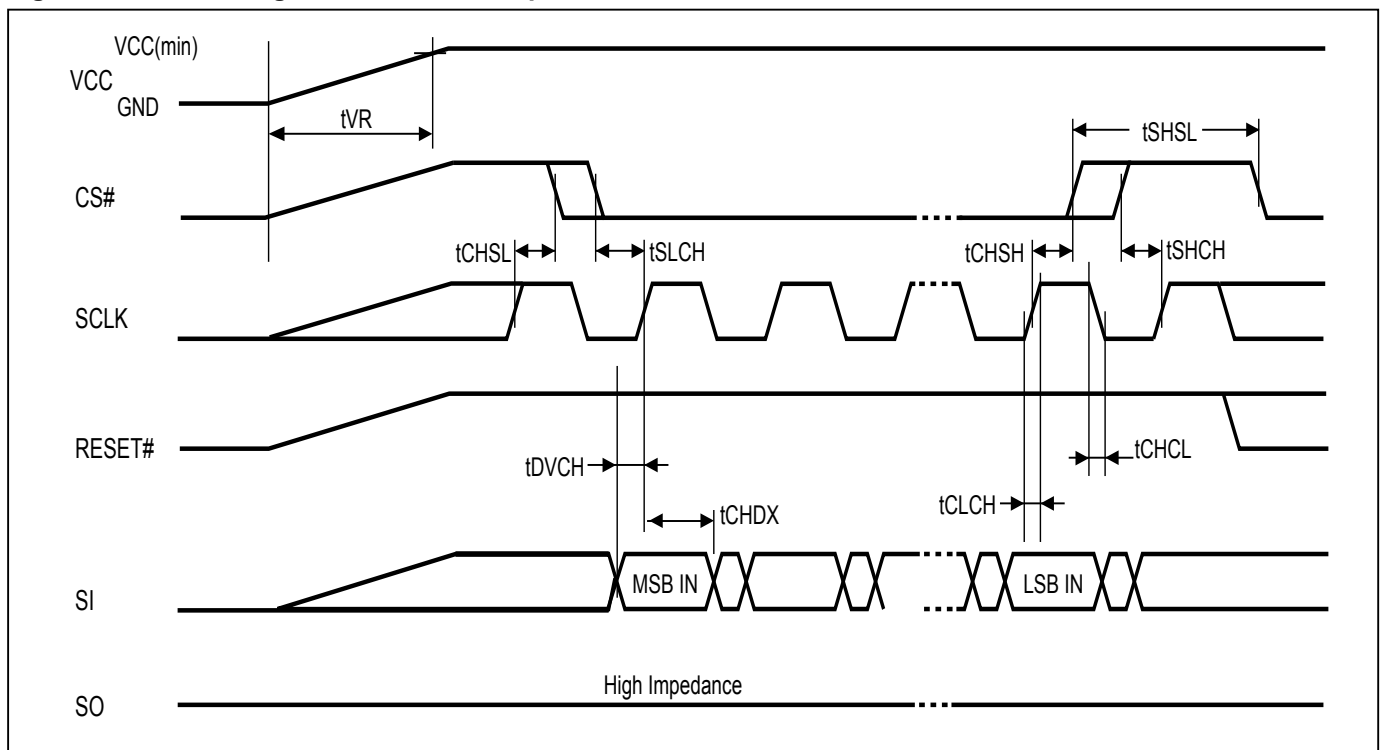 VCC(min)
VCC
GND
tVR
tSHSL
CS#
tCHSL
tSLCH
tCHSH
tSHCH
SCLK
RESET#
tDVCH
tCHCL
tCLCH
tCHDX
SI
MSB IN
LSB IN
High Impedance
SO